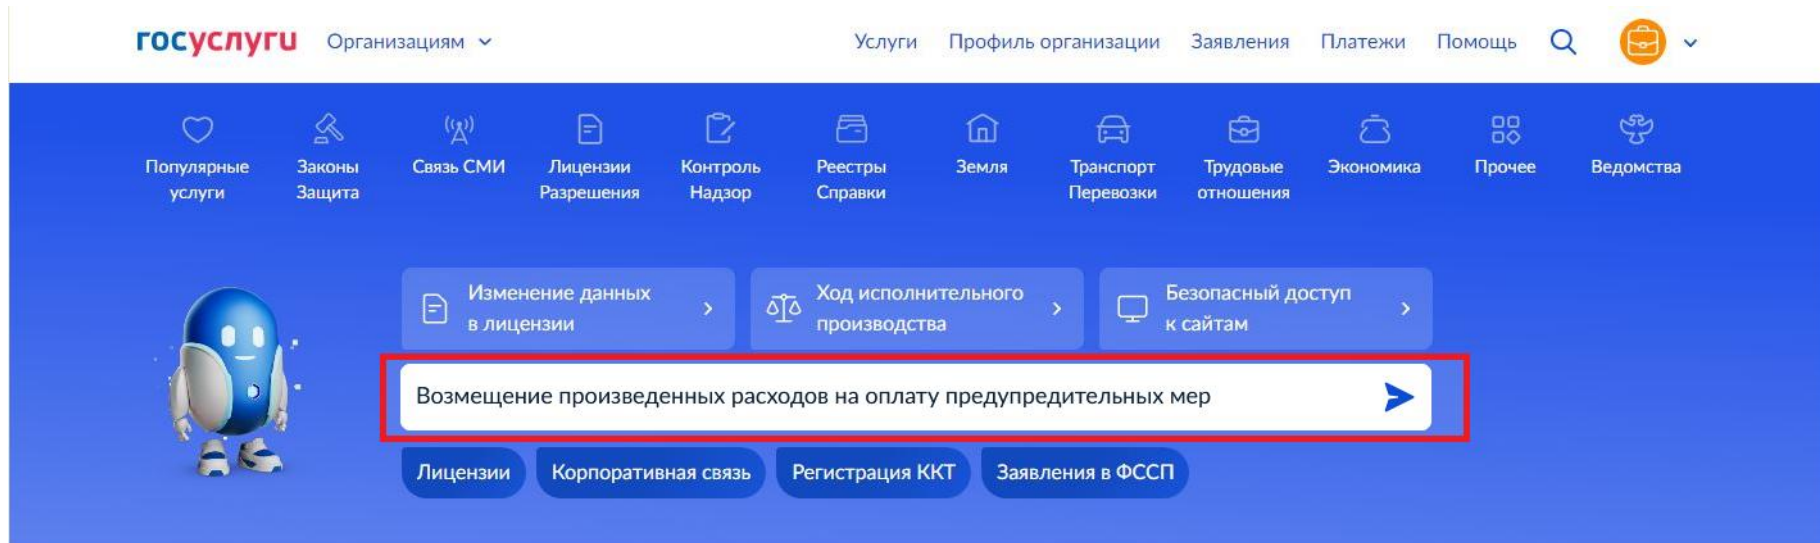 госуслуги Организациям Услуги Профиль организации Заявления Платежи Помощь
Популярные услуги
Законы Защита
Связь СМИ
Лицензии Разрешения
Контроль Надзор
Реестры Справки
Земля
Транспорт Перевозки
Трудовые отношения
Экономика
Прочее
Ведомства
Изменение данных
в лицензии
Ход исполнительного
производства
Безопасный доступ
к сайтам
Возмещение произведенных расходов на оплату предупредительных мер
Лицензии Корпоративная связь Регистрация ККТ Заявления в ФССП